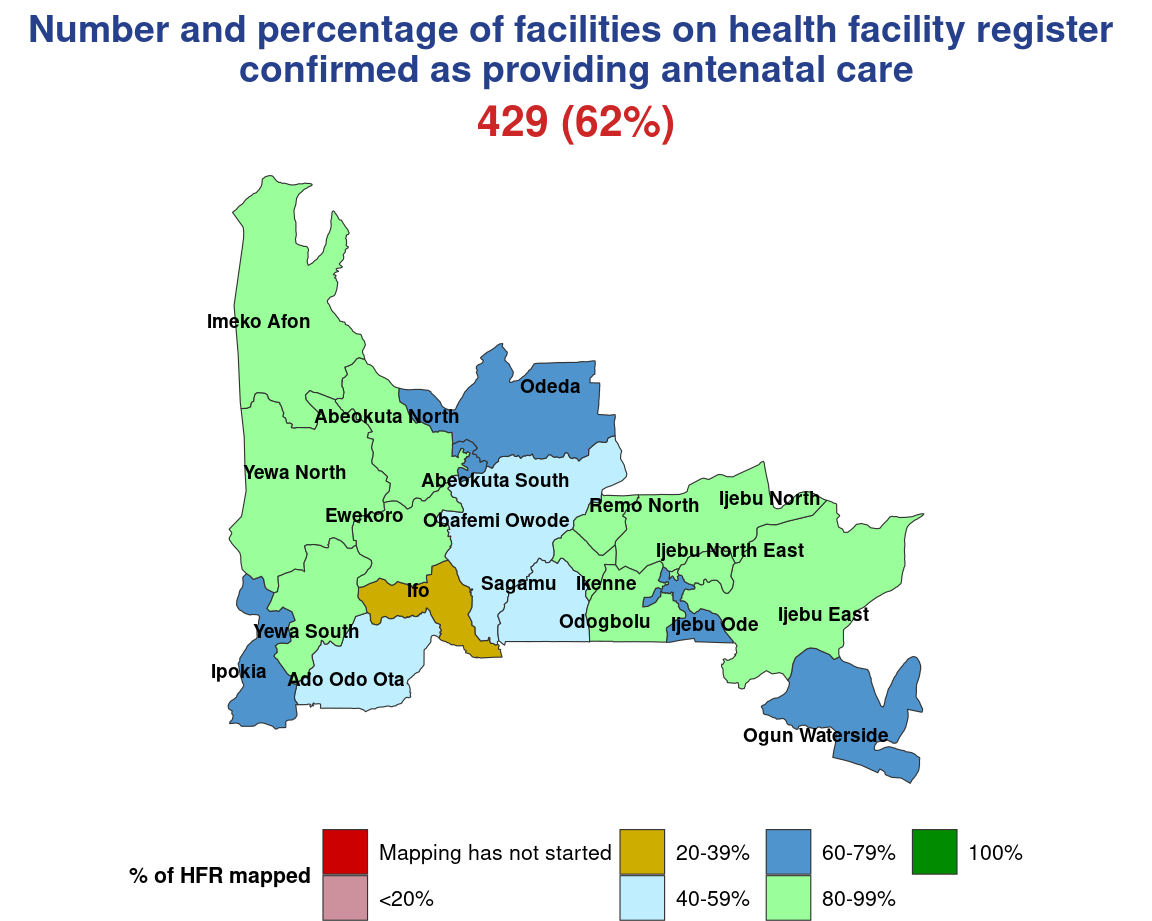 Number and percentage of facilities on health facility register
confirmed as providing antenatal care
429 (62%)
Imeko Afon
Odeda
Abeokuta North
Yewa North
Abeokuta South
Ijebu North
Remo North
Ewekoro
Obafemi Owode
Ijebu North East
Sagamu
Ikenne
Ifo
Ijebu East
Odogbolu
Ijebu Ode
Yewa South
Ipokia
Ado Odo Ota
Ogun Waterside
% of HFR mapped
Mapping has not started
<20%
20-39%
40-59%
60-79%
80-99%
100%